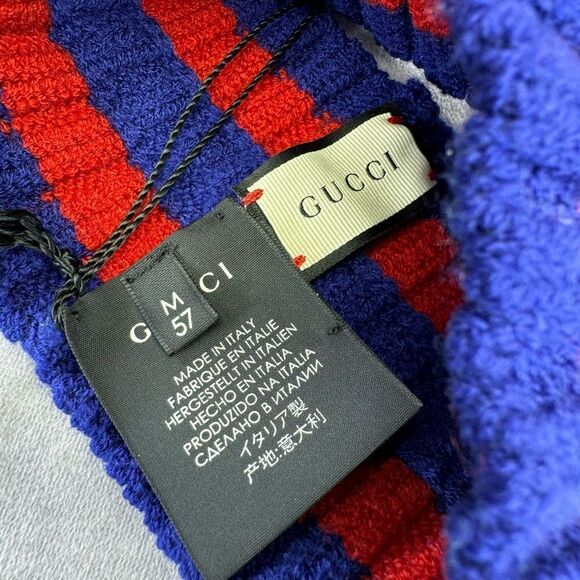 GUCCI
G CI
M
57
MADE IN ITALY
FABRIQUE EN ITALIE
HERGESTELLT IN ITALIEN
HECHO EN ITALIA
PRODUZIDO NA ITÁLIA
СДЕЛАНО В ИТАЛИИ
イタリア製
产地:意大利